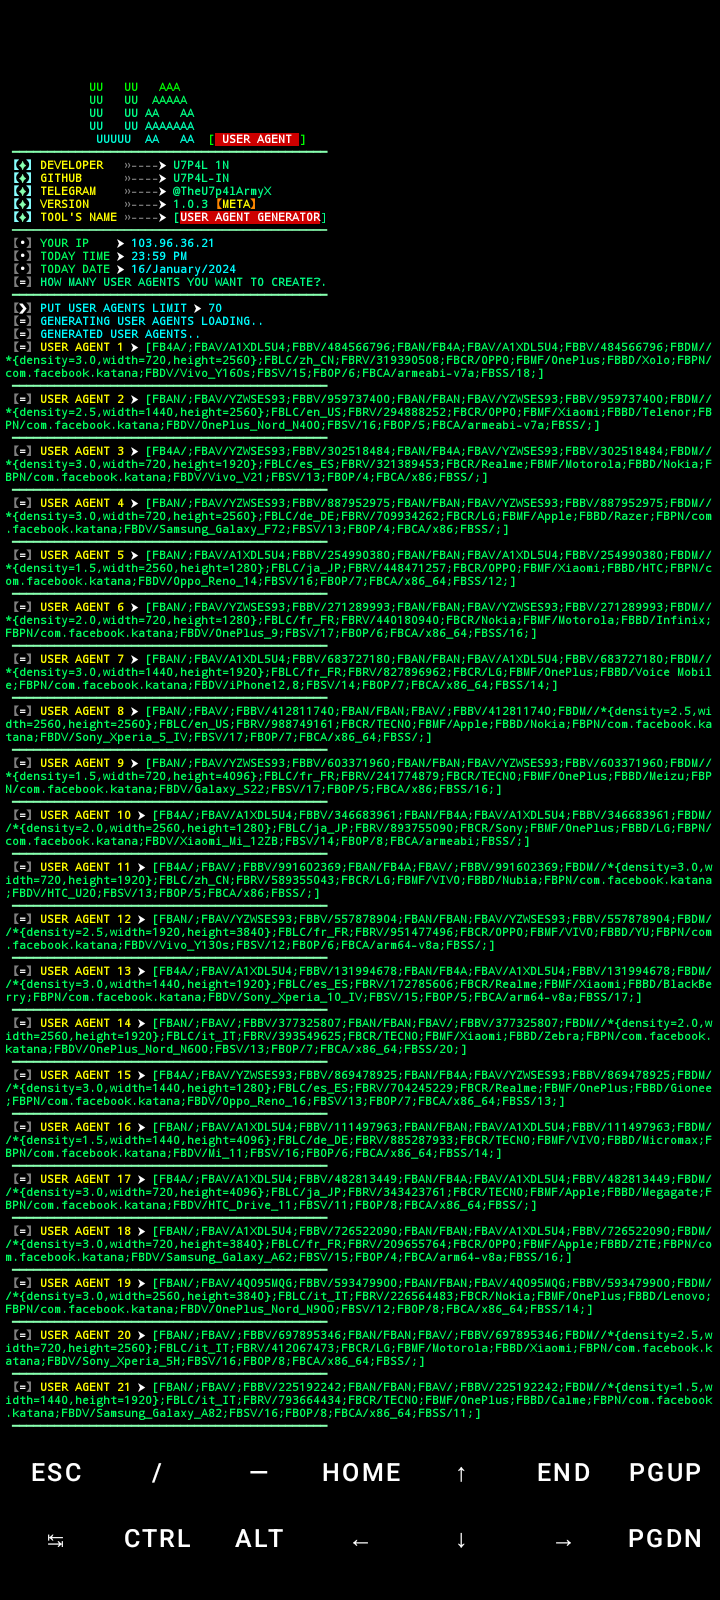 UU   UU   AAA
UU   UU  AAAAA
UU   UU AA   AA
UU   UU AAAAAAA
UUUUU  AA   AA  [ USER AGENT ]
[♦] DEVELOPER   »----➤ U7P4L 1N
[♦] GITHUB      »----➤ U7P4L-IN
[♦] TELEGRAM    »----➤ @TheU7p4lArmyX
[♦] VERSION     »----➤ 1.0.3 【META】
[♦] TOOL'S NAME »----➤ [USER AGENT GENERATOR]
[•] YOUR IP    ➤ 103.96.36.21
[•] TODAY TIME ➤ 23:59 PM
[•] TODAY DATE ➤ 16/January/2024
[=] HOW MANY USER AGENTS YOU WANT TO CREATE?.
[❯] PUT USER AGENTS LIMIT ➤ 70
[=] GENERATING USER AGENTS LOADING..
[=] GENERATED USER AGENTS..
[=] USER AGENT 1 ➤ [FB4A/;FBAV/A1XDL5U4;FBBV/484566796;FBAN/FB4A;FBAV/A1XDL5U4;FBBV/484566796;FBDM//
*{density=3.0,width=720,height=2560};FBLC/zh_CN;FBRV/319390508;FBCR/OPPO;FBMF/OnePlus;FBBD/Xolo;FBPN/
com.facebook.katana;FBDV/Vivo_Y160s;FBSV/15;FBOP/6;FBCA/armeabi-v7a;FBSS/18;]
[=] USER AGENT 2 ➤ [FBAN/;FBAV/YZWSES93;FBBV/959737400;FBAN/FBAN;FBAV/YZWSES93;FBBV/959737400;FBDM//
*{density=2.5,width=1440,height=2560};FBLC/en_US;FBRV/294888252;FBCR/OPPO;FBMF/Xiaomi;FBBD/Telenor;FB
PN/com.facebook.katana;FBDV/OnePlus_Nord_N400;FBSV/16;FBOP/5;FBCA/armeabi-v7a;FBSS/;]
[=] USER AGENT 3 ➤ [FB4A/;FBAV/YZWSES93;FBBV/302518484;FBAN/FB4A;FBAV/YZWSES93;FBBV/302518484;FBDM//
*{density=3.0,width=720,height=1920};FBLC/es_ES;FBRV/321389453;FBCR/Realme;FBMF/Motorola;FBBD/Nokia;F
BPN/com.facebook.katana;FBDV/Vivo_V21;FBSV/13;FBOP/4;FBCA/x86;FBSS/;]
[=] USER AGENT 4 ➤ [FBAN/;FBAV/YZWSES93;FBBV/887952975;FBAN/FBAN;FBAV/YZWSES93;FBBV/887952975;FBDM//
*{density=3.0,width=720,height=2560};FBLC/de_DE;FBRV/709934262;FBCR/LG;FBMF/Apple;FBBD/Razer;FBPN/com
.facebook.katana;FBDV/Samsung_Galaxy_F72;FBSV/13;FBOP/4;FBCA/x86;FBSS/;]
[=] USER AGENT 5 ➤ [FBAN/;FBAV/A1XDL5U4;FBBV/254990380;FBAN/FBAN;FBAV/A1XDL5U4;FBBV/254990380;FBDM//
*{density=1.5,width=2560,height=1280};FBLC/ja_JP;FBRV/448471257;FBCR/OPPO;FBMF/Xiaomi;FBBD/HTC;FBPN/c
om.facebook.katana;FBDV/Oppo_Reno_14;FBSV/16;FBOP/7;FBCA/x86_64;FBSS/12;]
[=] USER AGENT 6 ➤ [FBAN/;FBAV/YZWSES93;FBBV/271289993;FBAN/FBAN;FBAV/YZWSES93;FBBV/271289993;FBDM//
*{density=2.0,width=720,height=1280};FBLC/fr_FR;FBRV/440180940;FBCR/Nokia;FBMF/Motorola;FBBD/Infinix;
FBPN/com.facebook.katana;FBDV/OnePlus_9;FBSV/17;FBOP/6;FBCA/x86_64;FBSS/16;]
[=] USER AGENT 7 ➤ [FBAN/;FBAV/A1XDL5U4;FBBV/683727180;FBAN/FBAN;FBAV/A1XDL5U4;FBBV/683727180;FBDM//
*{density=3.0,width=1440,height=1920};FBLC/fr_FR;FBRV/827896962;FBCR/LG;FBMF/OnePlus;FBBD/Voice Mobil
e;FBPN/com.facebook.katana;FBDV/iPhone12,8;FBSV/14;FBOP/7;FBCA/x86_64;FBSS/14;]
[=] USER AGENT 8 ➤ [FBAN/;FBAV/;FBBV/412811740;FBAN/FBAN;FBAV/;FBBV/412811740;FBDM//*{density=2.5,wi
dth=2560,height=2560};FBLC/en_US;FBRV/988749161;FBCR/TECNO;FBMF/Apple;FBBD/Nokia;FBPN/com.facebook.ka
tana;FBDV/Sony_Xperia_5_IV;FBSV/17;FBOP/7;FBCA/x86_64;FBSS/;]
[=] USER AGENT 9 ➤ [FBAN/;FBAV/YZWSES93;FBBV/603371960;FBAN/FBAN;FBAV/YZWSES93;FBBV/603371960;FBDM//
*{density=1.5,width=720,height=4096};FBLC/fr_FR;FBRV/241774879;FBCR/TECNO;FBMF/OnePlus;FBBD/Meizu;FBP
N/com.facebook.katana;FBDV/Galaxy_S22;FBSV/17;FBOP/5;FBCA/x86;FBSS/16;]
[=] USER AGENT 10 ➤ [FB4A/;FBAV/A1XDL5U4;FBBV/346683961;FBAN/FB4A;FBAV/A1XDL5U4;FBBV/346683961;FBDM/
/*{density=2.0,width=2560,height=1280};FBLC/ja_JP;FBRV/893755090;FBCR/Sony;FBMF/OnePlus;FBBD/LG;FBPN/
com.facebook.katana;FBDV/Xiaomi_Mi_12ZB;FBSV/14;FBOP/8;FBCA/armeabi;FBSS/;]
[=] USER AGENT 11 ➤ [FB4A/;FBAV/;FBBV/991602369;FBAN/FB4A;FBAV/;FBBV/991602369;FBDM//*{density=3.0,w
idth=720,height=1920};FBLC/zh_CN;FBRV/589355043;FBCR/LG;FBMF/VIVO;FBBD/Nubia;FBPN/com.facebook.katana
;FBDV/HTC_U20;FBSV/13;FBOP/5;FBCA/x86;FBSS/;]
[=] USER AGENT 12 ➤ [FBAN/;FBAV/YZWSES93;FBBV/557878904;FBAN/FBAN;FBAV/YZWSES93;FBBV/557878904;FBDM/
/*{density=2.5,width=1920,height=3840};FBLC/fr_FR;FBRV/951477496;FBCR/OPPO;FBMF/VIVO;FBBD/YU;FBPN/com
.facebook.katana;FBDV/Vivo_Y130s;FBSV/12;FBOP/6;FBCA/arm64-v8a;FBSS/;]
[=] USER AGENT 13 ➤ [FB4A/;FBAV/A1XDL5U4;FBBV/131994678;FBAN/FB4A;FBAV/A1XDL5U4;FBBV/131994678;FBDM/
/*{density=3.0,width=1440,height=1920};FBLC/es_ES;FBRV/172785606;FBCR/Realme;FBMF/Xiaomi;FBBD/BlackBe
rry;FBPN/com.facebook.katana;FBDV/Sony_Xperia_10_IV;FBSV/15;FBOP/5;FBCA/arm64-v8a;FBSS/17;]
[=] USER AGENT 14 ➤ [FBAN/;FBAV/;FBBV/377325807;FBAN/FBAN;FBAV/;FBBV/377325807;FBDM//*{density=2.0,w
idth=2560,height=1920};FBLC/it_IT;FBRV/393549625;FBCR/TECNO;FBMF/Xiaomi;FBBD/Zebra;FBPN/com.facebook.
katana;FBDV/OnePlus_Nord_N600;FBSV/13;FBOP/7;FBCA/x86_64;FBSS/20;]
[=] USER AGENT 15 ➤ [FB4A/;FBAV/YZWSES93;FBBV/869478925;FBAN/FB4A;FBAV/YZWSES93;FBBV/869478925;FBDM/
/*{density=3.0,width=1440,height=1280};FBLC/es_ES;FBRV/704245229;FBCR/Realme;FBMF/OnePlus;FBBD/Gionee
;FBPN/com.facebook.katana;FBDV/Oppo_Reno_16;FBSV/13;FBOP/7;FBCA/x86_64;FBSS/13;]
[=] USER AGENT 16 ➤ [FBAN/;FBAV/A1XDL5U4;FBBV/111497963;FBAN/FBAN;FBAV/A1XDL5U4;FBBV/111497963;FBDM/
/*{density=1.5,width=1440,height=4096};FBLC/de_DE;FBRV/885287933;FBCR/TECNO;FBMF/VIVO;FBBD/Micromax;F
BPN/com.facebook.katana;FBDV/Mi_11;FBSV/16;FBOP/6;FBCA/x86_64;FBSS/14;]
[=] USER AGENT 17 ➤ [FB4A/;FBAV/A1XDL5U4;FBBV/482813449;FBAN/FB4A;FBAV/A1XDL5U4;FBBV/482813449;FBDM/
/*{density=3.0,width=720,height=4096};FBLC/ja_JP;FBRV/343423761;FBCR/TECNO;FBMF/Apple;FBBD/Megagate;F
BPN/com.facebook.katana;FBDV/HTC_Drive_11;FBSV/11;FBOP/8;FBCA/x86;FBSS/;]
[=] USER AGENT 18 ➤ [FBAN/;FBAV/A1XDL5U4;FBBV/726522090;FBAN/FBAN;FBAV/A1XDL5U4;FBBV/726522090;FBDM/
/*{density=3.0,width=720,height=3840};FBLC/fr_FR;FBRV/209655764;FBCR/OPPO;FBMF/Apple;FBBD/ZTE;FBPN/co
m.facebook.katana;FBDV/Samsung_Galaxy_A62;FBSV/15;FBOP/4;FBCA/arm64-v8a;FBSS/16;]
[=] USER AGENT 19 ➤ [FBAN/;FBAV/4Q095MQG;FBBV/593479900;FBAN/FBAN;FBAV/4Q095MQG;FBBV/593479900;FBDM/
/*{density=3.0,width=2560,height=3840};FBLC/it_IT;FBRV/226564483;FBCR/Nokia;FBMF/OnePlus;FBBD/Lenovo;
FBPN/com.facebook.katana;FBDV/OnePlus_Nord_N900;FBSV/12;FBOP/8;FBCA/x86_64;FBSS/14;]
[=] USER AGENT 20 ➤ [FBAN/;FBAV/;FBBV/697895346;FBAN/FBAN;FBAV/;FBBV/697895346;FBDM//*{density=2.5,w
idth=720,height=2560};FBLC/it_IT;FBRV/412067473;FBCR/LG;FBMF/Motorola;FBBD/Xiaomi;FBPN/com.facebook.k
atana;FBDV/Sony_Xperia_5H;FBSV/16;FBOP/8;FBCA/x86_64;FBSS/;]
[=] USER AGENT 21 ➤ [FBAN/;FBAV/;FBBV/225192242;FBAN/FBAN;FBAV/;FBBV/225192242;FBDM//*{density=1.5,w
idth=1440,height=1920};FBLC/it_IT;FBRV/793664434;FBCR/TECNO;FBMF/OnePlus;FBBD/Calme;FBPN/com.facebook
.katana;FBDV/Samsung_Galaxy_A82;FBSV/16;FBOP/8;FBCA/x86_64;FBSS/11;]
ESC / — HOME ↑ END PGUP
↹ CTRL ALT ← ↓ → PGDN